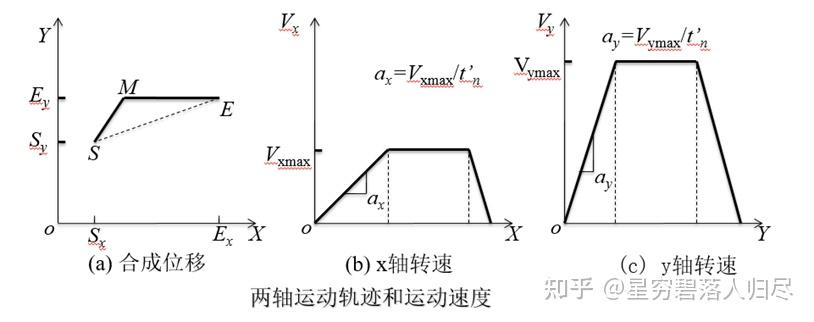 Y
M
E_y
E
S_y
S
o
S_x
E_x
X
(a) 合成位移
V_x
a_x=V_xmax/t'_n
V_xmax
a_x
o
X
(b) x轴转速
V_y
a_y=V_ymax/t'_n
V_ymax
a_y
o
Y
(c) y轴转速
两轴运动轨迹和运动速度
知乎 @星穷碧落人归尽